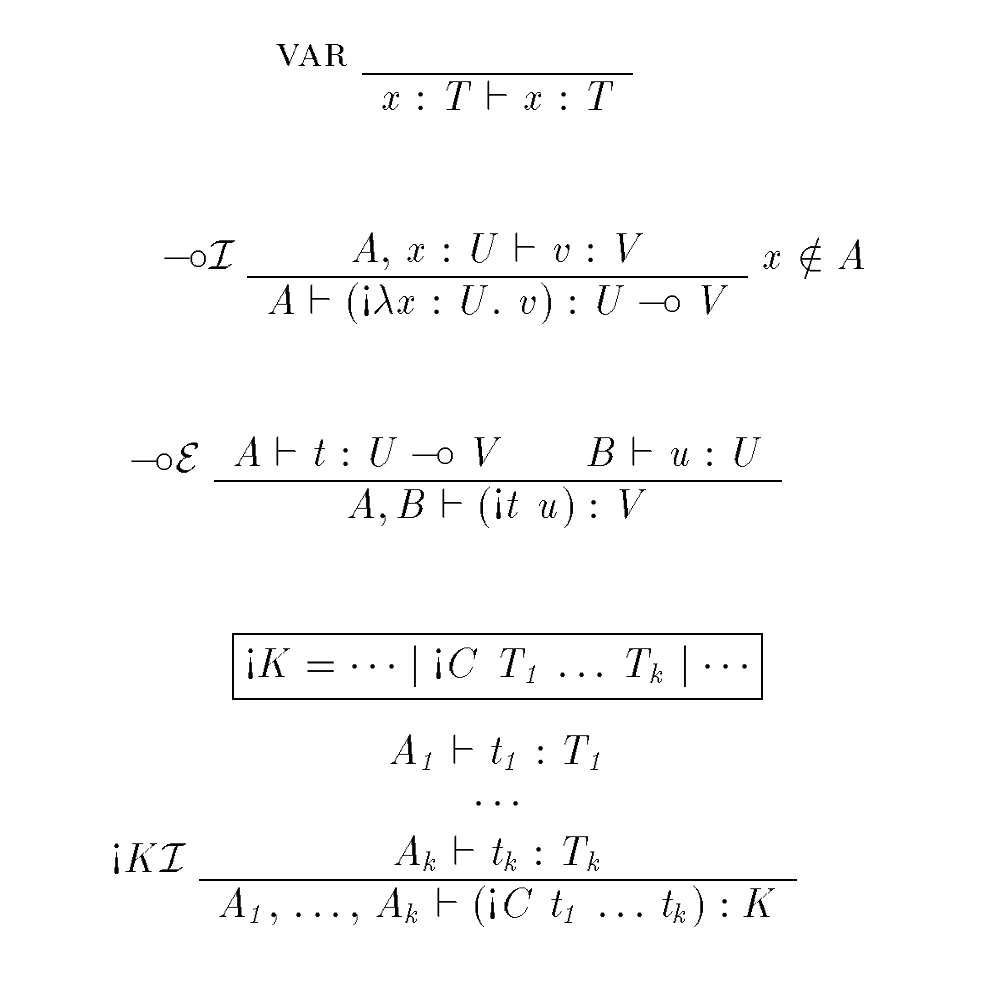 VAR
x : T ⊢ x : T
⊸ℐ A, x : U ⊢ v : V x ∉ A
A ⊢ (¡λx : U. v) : U ⊸ V
⊸ℰ A ⊢ t : U ⊸ V B ⊢ u : U
A, B ⊢ (¡t u) : V
¡K = ⋯ | ¡C T₁ … Tₖ | ⋯
A₁ ⊢ t₁ : T₁
⋯
¡Kℐ Aₖ ⊢ tₖ : Tₖ
A₁, …, Aₖ ⊢ (¡C t₁ … tₖ) : K